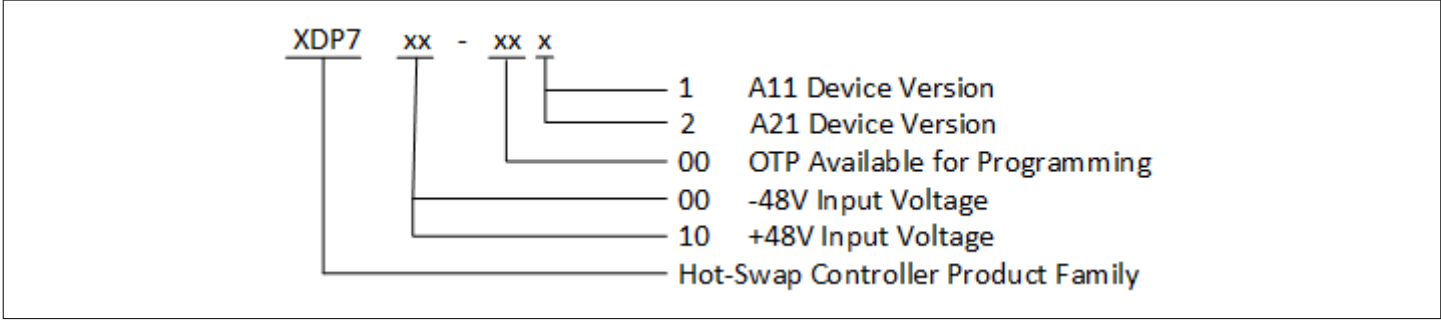 XDP7 xx - xx x
1 A11 Device Version
2 A21 Device Version
00 OTP Available for Programming
00 -48V Input Voltage
10 +48V Input Voltage
Hot-Swap Controller Product Family